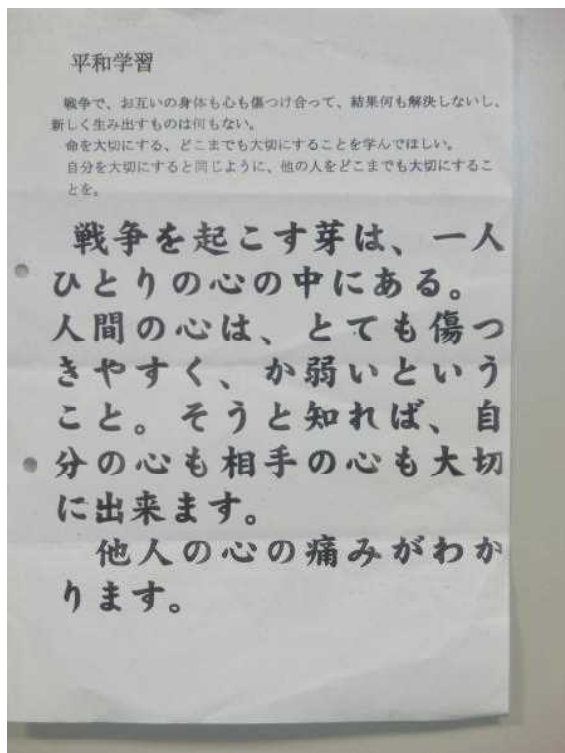 平和学習
戦争で、お互いの身体も心も傷つけ合って、結果何も解決しないし、
新しく生み出すものは何もない。
命を大切にする、どこまでも大切にすることを学んでほしい。
自分を大切にすると同じように、他の人をどこまでも大切にするこ
とを。
戦争を起こす芽は、一人
ひとりの心の中にある。
人間の心は、とても傷つ
きやすく、か弱いという
こと。そうと知れば、自
分の心も相手の心も大切
に出来ます。
他人の心の痛みがわか
ります。